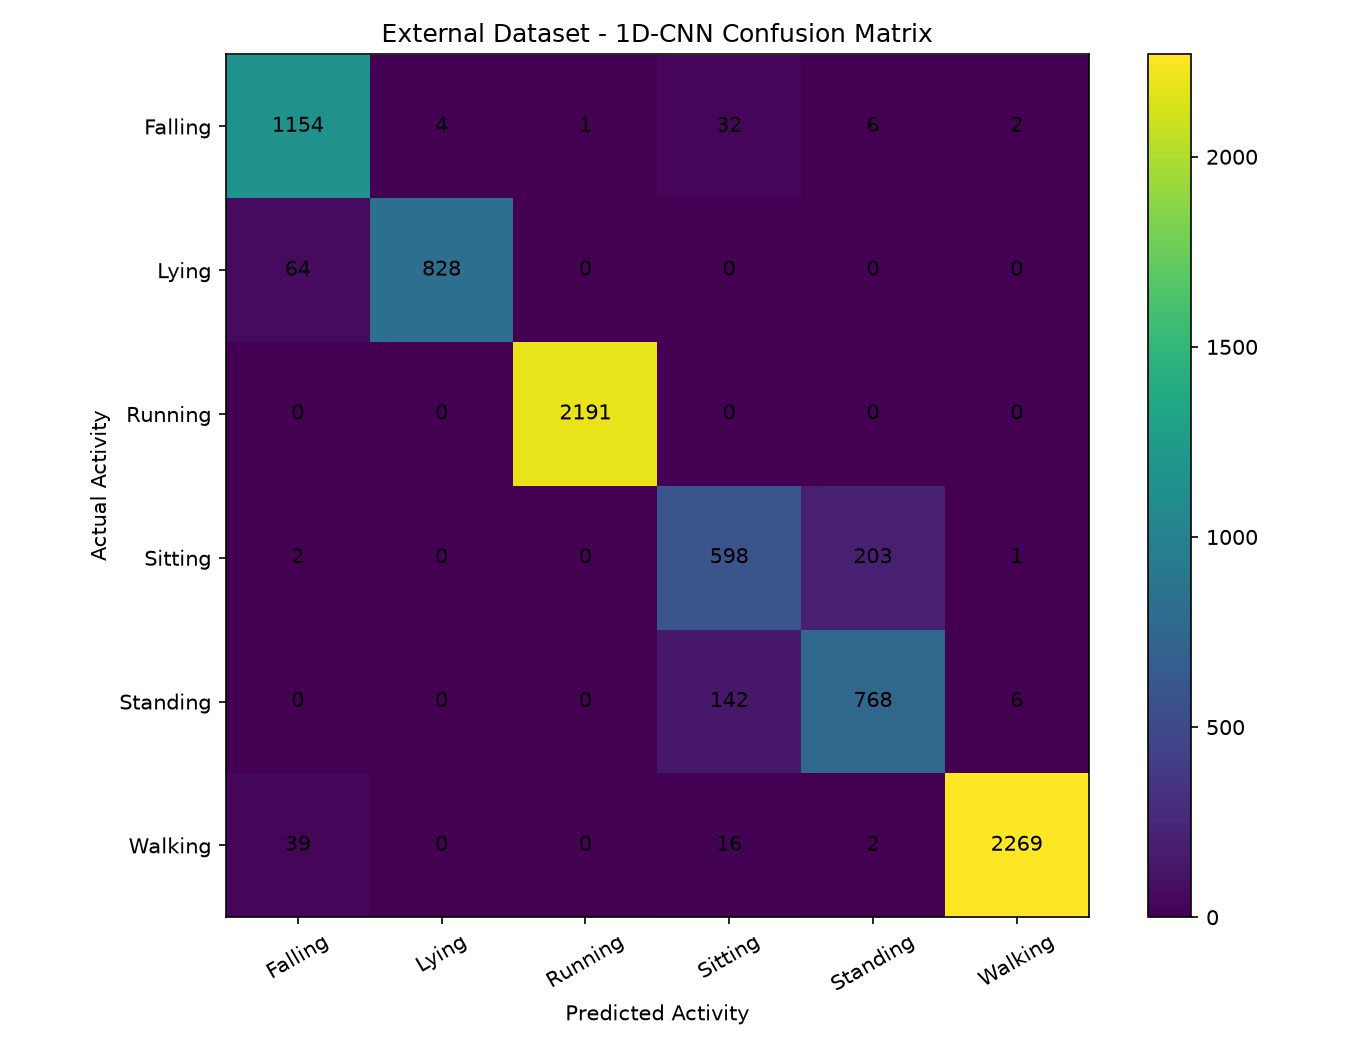 External Dataset - 1D-CNN Confusion Matrix
Falling 1154 4 1 32 6 2
Lying 64 828 0 0 0 0
Running 0 0 2191 0 0 0
Sitting 2 0 0 598 203 1
Standing 0 0 0 142 768 6
Walking 39 0 0 16 2 2269
Falling Lying Running Sitting Standing Walking
Predicted Activity
Actual Activity
2000
1500
1000
500
0